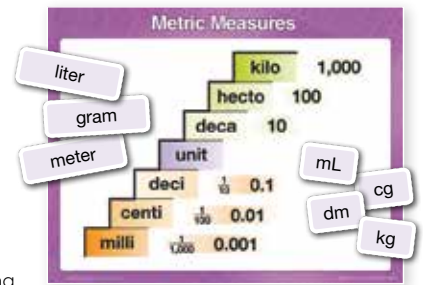 Metric Measures
kilo 1,000
hecto 100
deca 10
unit
deci 1/10 0.1
centi 1/100 0.01
milli 1/1,000 0.001
liter
gram
meter
mL
cg
dm
kg
ng